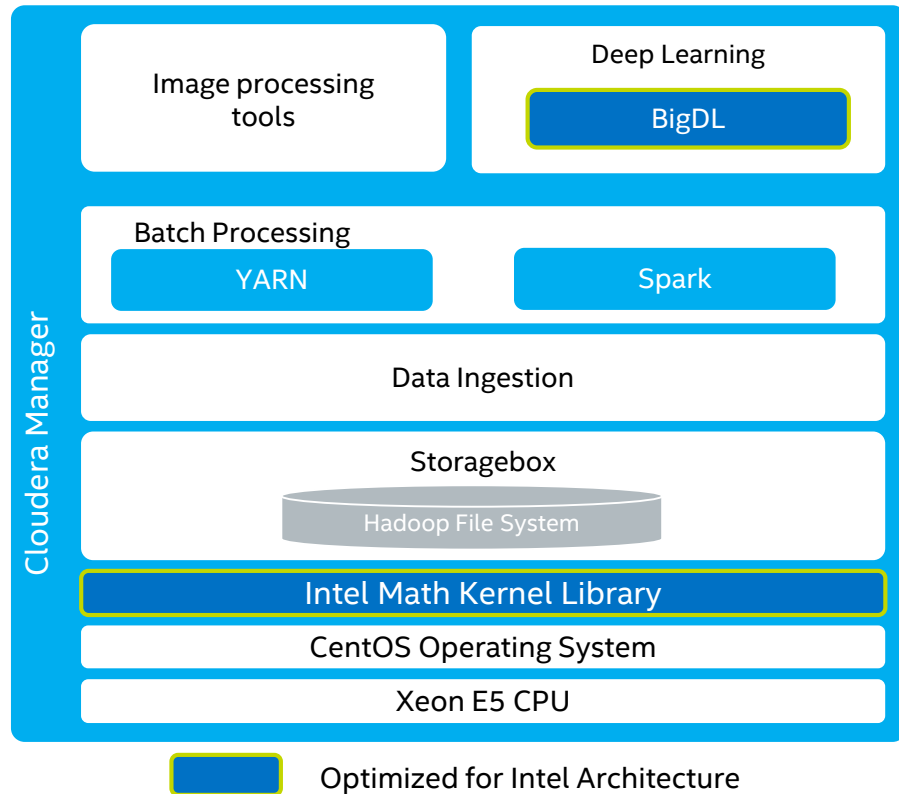 Image processing
tools
Deep Learning
BigDL
Batch Processing
YARN
Spark
Data Ingestion
Storagebox
Hadoop File System
Intel Math Kernel Library
CentOS Operating System
Xeon E5 CPU
Cloudera Manager
Optimized for Intel Architecture